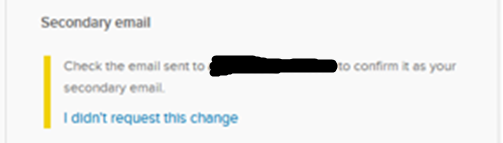 Secondary email
Check the email sent to to confirm it as your
secondary email.
I didn't request this change